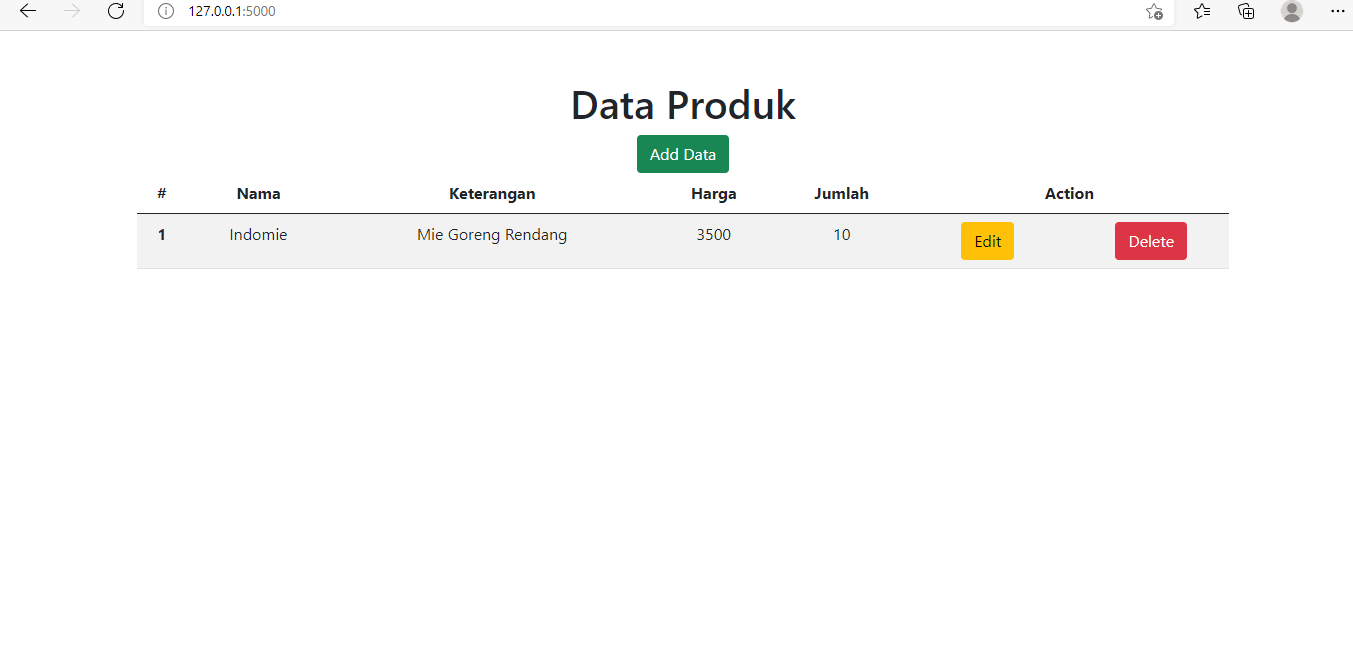 127.0.0.1:5000
Data Produk
Add Data
# Nama Keterangan Harga Jumlah Action
1 Indomie Mie Goreng Rendang 3500 10 Edit Delete